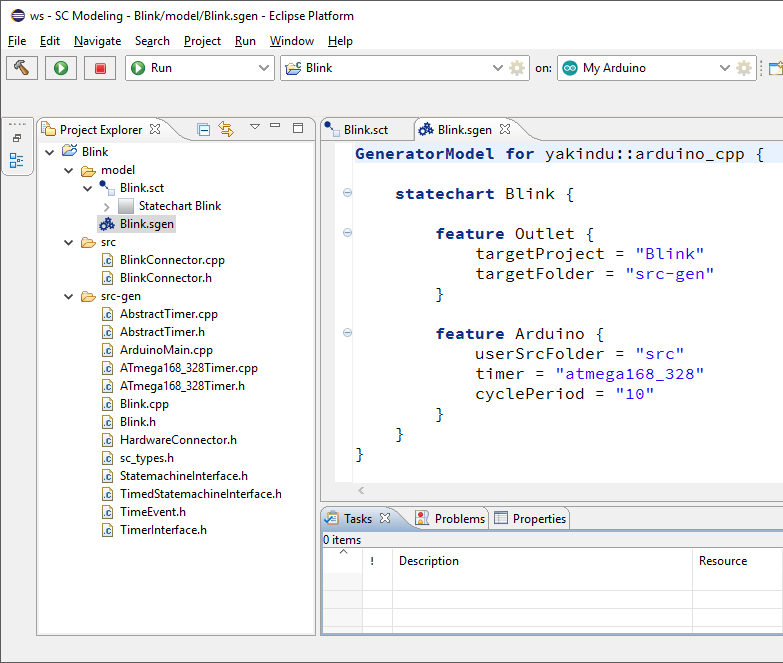 ws - SC Modeling - Blink/model/Blink.sgen - Eclipse Platform
File Edit Navigate Search Project Run Window Help
Run Blink on: My Arduino
Project Explorer
Blink
model
Blink.sct
Statechart Blink
Blink.sgen
src
BlinkConnector.cpp
BlinkConnector.h
src-gen
AbstractTimer.cpp
AbstractTimer.h
ArduinoMain.cpp
ATmega168_328Timer.cpp
ATmega168_328Timer.h
Blink.cpp
Blink.h
HardwareConnector.h
sc_types.h
StatemachineInterface.h
TimedStatemachineInterface.h
TimeEvent.h
TimerInterface.h
Blink.sct Blink.sgen
GeneratorModel for yakindu::arduino_cpp {
statechart Blink {
feature Outlet {
targetProject = "Blink"
targetFolder = "src-gen"
}
feature Arduino {
userSrcFolder = "src"
timer = "atmega168_328"
cyclePeriod = "10"
}
}
}
Tasks Problems Properties
0 items
! Description Resource